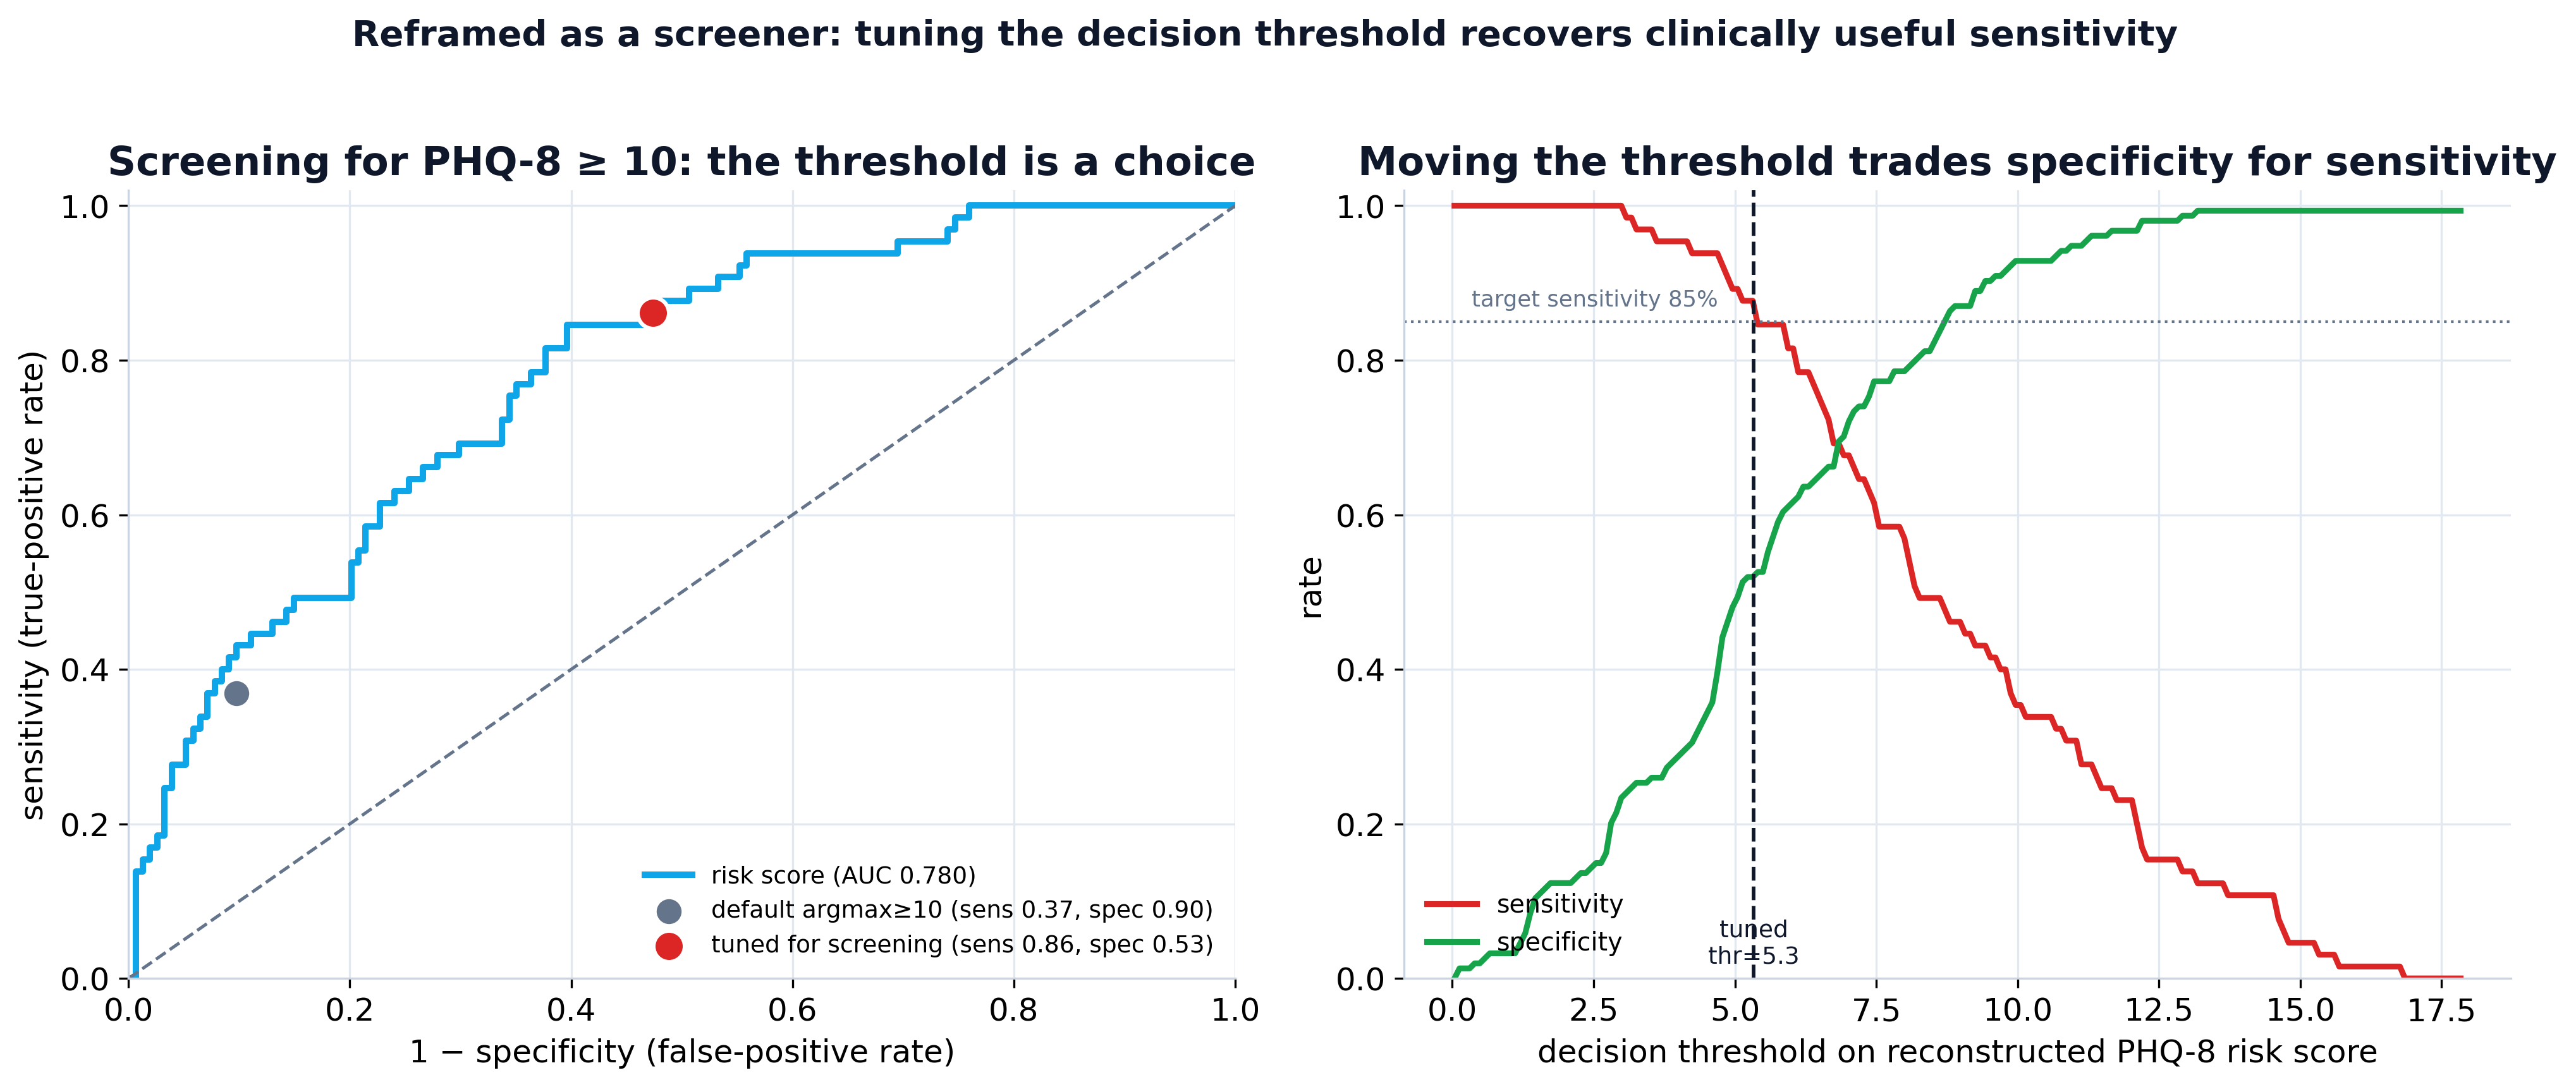 Reframed as a screener: tuning the decision threshold recovers clinically useful sensitivity
Screening for PHQ-8 ≥ 10: the threshold is a choice
sensitivity (true-positive rate)
1.0
0.8
0.6
0.4
0.2
0.0
risk score (AUC 0.780)
default argmax≥10 (sens 0.37, spec 0.90)
tuned for screening (sens 0.86, spec 0.53)
0.0 0.2 0.4 0.6 0.8 1.0
1 − specificity (false-positive rate)
Moving the threshold trades specificity for sensitivity
rate
1.0
0.8
0.6
0.4
0.2
0.0
target sensitivity 85%
sensitivity
specificity
tuned
thr=5.3
0.0 2.5 5.0 7.5 10.0 12.5 15.0 17.5
decision threshold on reconstructed PHQ-8 risk score